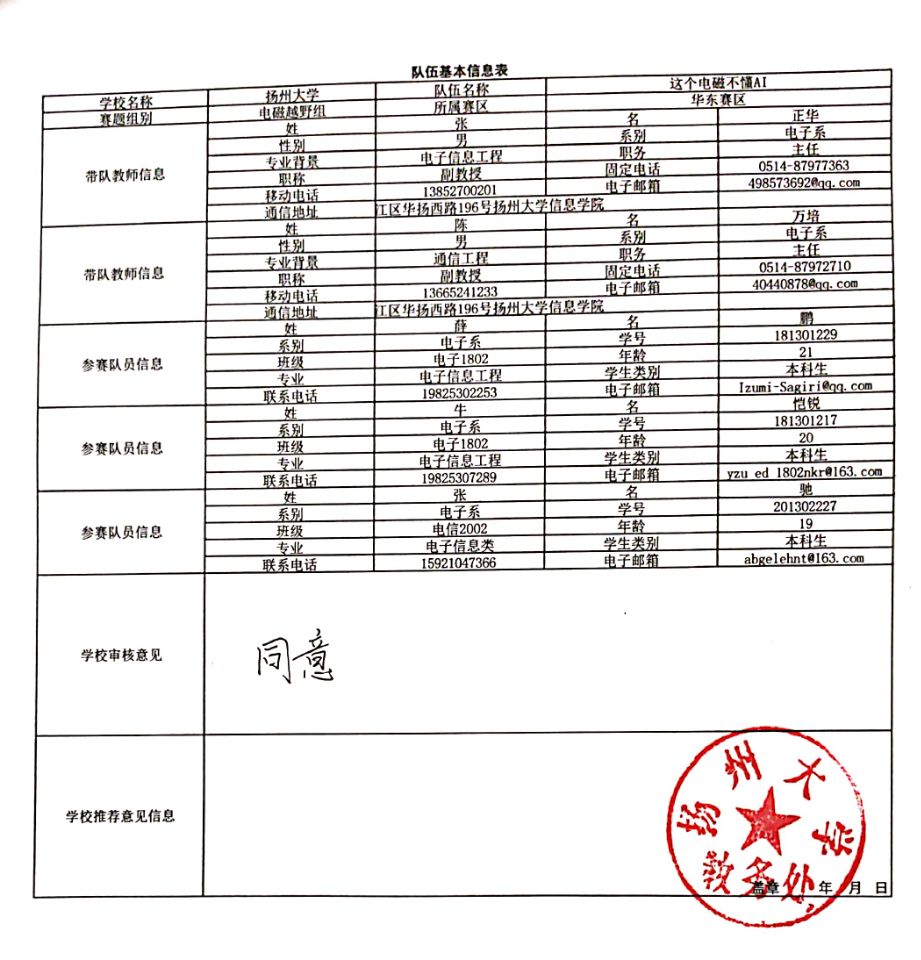 队伍基本信息表
学校名称 扬州大学 队伍名称 这个电磁不懂AI
赛题组别 电磁越野组 所属赛区 华东赛区
带队教师信息
姓 张 名 正华
性别 男 系别 电子系
专业背景 电子信息工程 职务 主任
职称 副教授 固定电话 0514-87977363
移动电话 13852700201 电子邮箱 498573692@qq.com
通信地址 江区华扬西路196号扬州大学信息学院
带队教师信息
姓 陈 名 万培
性别 男 系别 电子系
专业背景 通信工程 职务 主任
职称 副教授 固定电话 0514-87972710
移动电话 13665241233 电子邮箱 40440878@qq.com
通信地址 江区华扬西路196号扬州大学信息学院
参赛队员信息
姓 薛 名 鹏
系别 电子系 学号 181301229
班级 电子1802 年龄 21
专业 电子信息工程 学生类别 本科生
联系电话 19825302253 电子邮箱 Izumi-Sagiri@qq.com
参赛队员信息
姓 牛 名 恺锐
系别 电子系 学号 181301217
班级 电子1802 年龄 20
专业 电子信息工程 学生类别 本科生
联系电话 19825307289 电子邮箱 yzu_ed_1802nkr@163.com
参赛队员信息
姓 张 名 驰
系别 电子系 学号 201302227
班级 电信2002 年龄 19
专业 电子信息类 学生类别 本科生
联系电话 15921047366 电子邮箱 abgelehnt@163.com
学校审核意见
同意
学校推荐意见信息
扬州大学
教务处
盖章 年 月 日